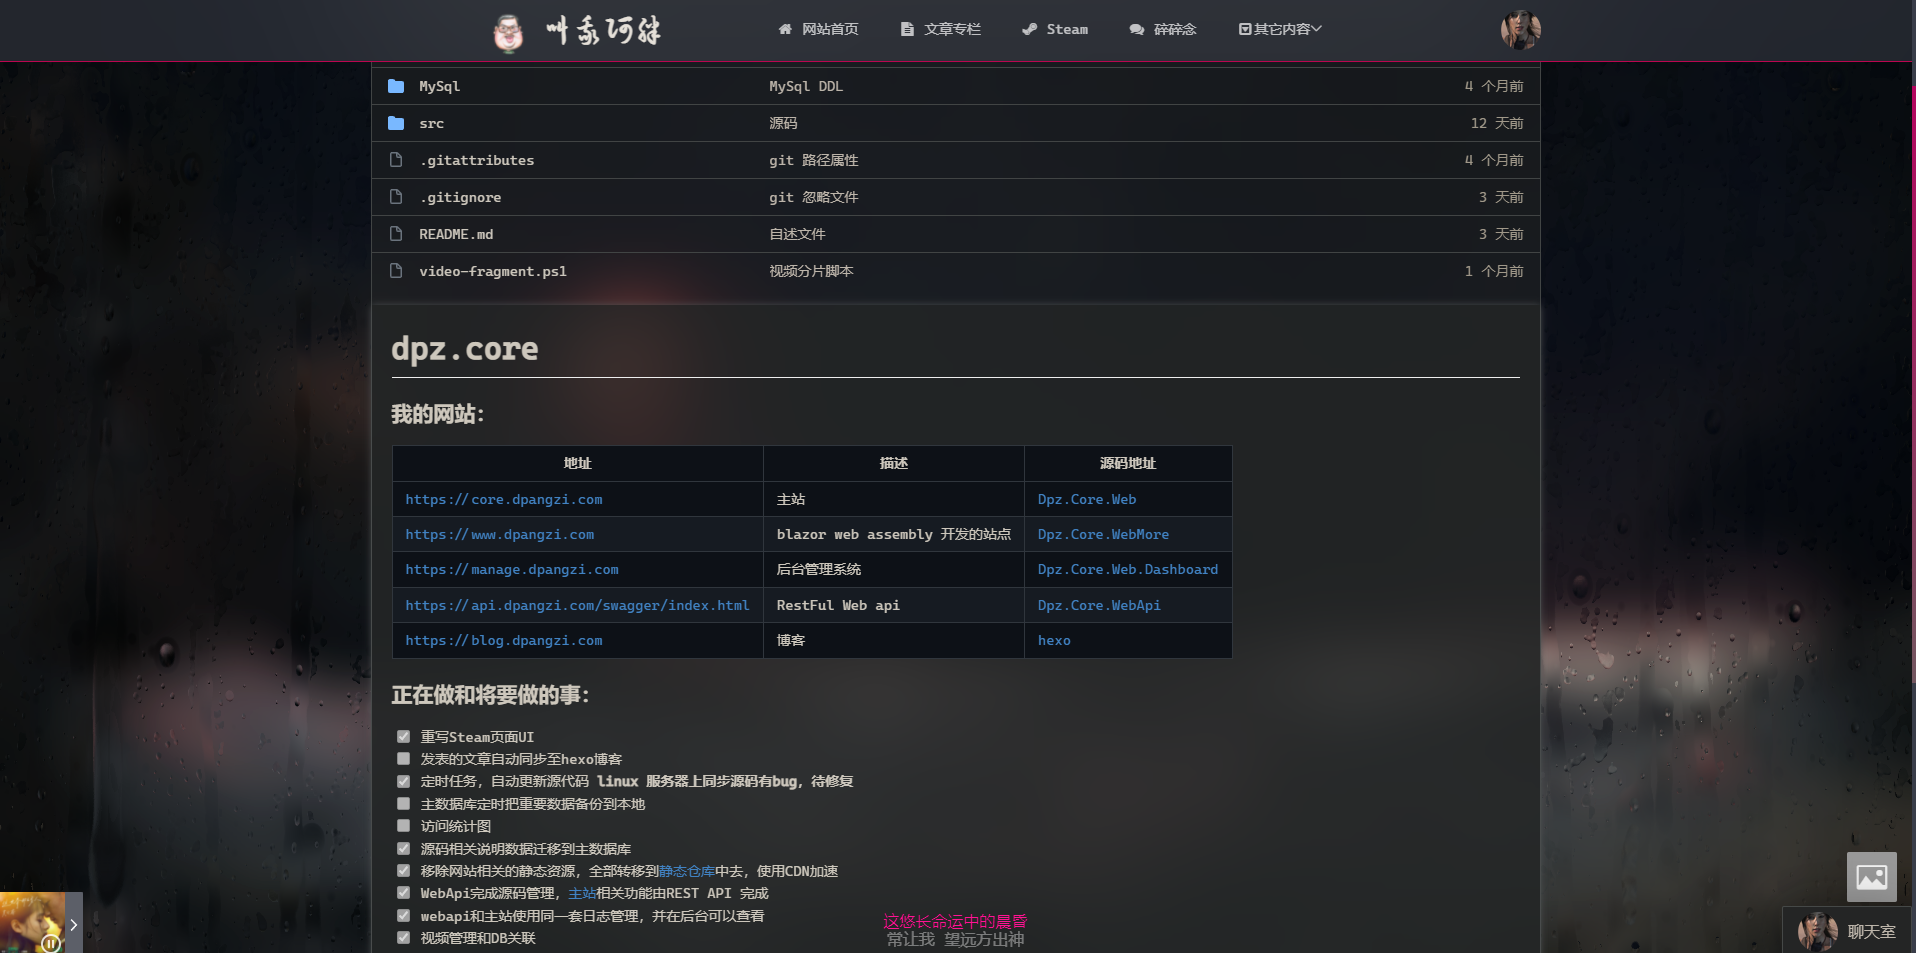 叫我阿胖 网站首页 文章专栏 Steam 碎碎念 其它内容
MySql MySql DDL 4 个月前
src 源码 12 天前
.gitattributes git 路径属性 4 个月前
.gitignore git 忽略文件 3 天前
README.md 自述文件 3 天前
video-fragment.ps1 视频分片脚本 1 个月前
dpz.core
我的网站：
地址 描述 源码地址
https://core.dpangzi.com 主站 Dpz.Core.Web
https://www.dpangzi.com blazor web assembly 开发的站点 Dpz.Core.WebMore
https://manage.dpangzi.com 后台管理系统 Dpz.Core.Web.Dashboard
https://api.dpangzi.com/swagger/index.html RestFul Web api Dpz.Core.WebApi
https://blog.dpangzi.com 博客 hexo
正在做和将要做的事：
重写Steam页面UI
发表的文章自动同步至hexo博客
定时任务，自动更新源代码 linux 服务器上同步源码有bug，待修复
主数据库定时把重要数据备份到本地
访问统计图
源码相关说明数据迁移到主数据库
移除网站相关的静态资源，全部转移到静态仓库中去，使用CDN加速
WebApi完成源码管理，主站相关功能由REST API 完成
webapi和主站使用同一套日志管理，并在后台可以查看
视频管理和DB关联
这悠长命运中的晨昏
常让我 望远方出神
聊天室